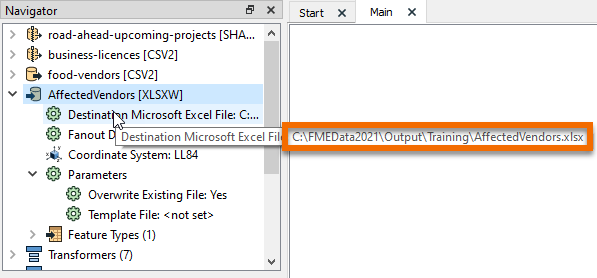 Navigator
Start
Main
road-ahead-upcoming-projects [SHA...
business-licences [CSV2]
food-vendors [CSV2]
AffectedVendors [XLSXW]
Destination Microsoft Excel File: C:...
Fanout D
Destination Microsoft Excel File
C:\FMEData2021\Output\Training\AffectedVendors.xlsx
Coordinate System: LL84
Parameters
Overwrite Existing File: Yes
Template File: <not set>
Feature Types (1)
Transformers (7)